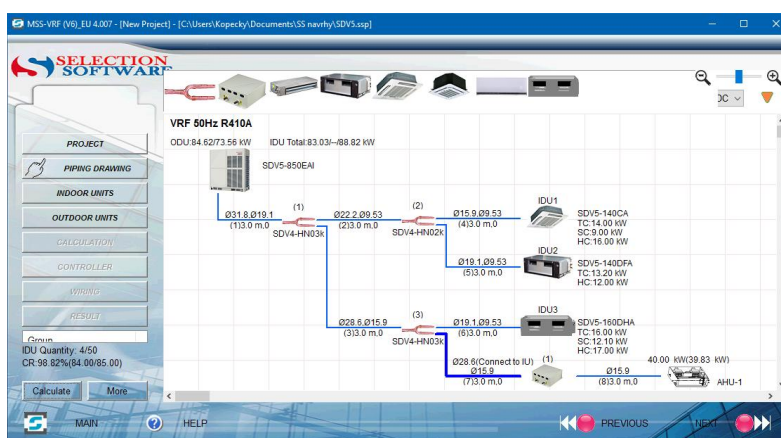 MSS-VRF (V6)_EU 4.007 - [New Project] - [C:\Users\Kopecky\Documents\SS navrhy\SDV5.ssp]
SELECTION
SOFTWARE
VRF 50Hz R410A
ODU:84.62/73.56 kW IDU Total:83.03/--/88.82 kW
SDV5-850EAI
PROJECT
PIPING DRAWING
INDOOR UNITS
OUTDOOR UNITS
CALCULATION
CONTROLLER
WIRING
RESULT
Group
IDU Quantity: 4/50
CR:98.82%(84.00/85.00)
Calculate More
Ø31.8,Ø19.1
(1)3.0 m,0
(1)
SDV4-HN03k
Ø22.2,Ø9.53
(2)3.0 m,0
(2)
SDV4-HN02k
Ø15.9,Ø9.53
(4)3.0 m,0
IDU1
SDV5-140CA
TC:14.00 kW
SC:9.00 kW
HC:16.00 kW
Ø19.1,Ø9.53
(5)3.0 m,0
IDU2
SDV5-140DFA
TC:13.20 kW
HC:12.00 kW
Ø28.6,Ø15.9
(3)3.0 m,0
(3)
SDV4-HN03k
Ø19.1,Ø9.53
(6)3.0 m,0
IDU3
SDV5-160DHA
TC:16.00 kW
SC:12.10 kW
HC:17.00 kW
Ø28.6(Connect to IU)
Ø15.9
(7)3.0 m,0
(1)
Ø15.9
(8)3.0 m,0
40.00 kW(39.83 kW)
AHU-1
MAIN HELP PREVIOUS NEXT